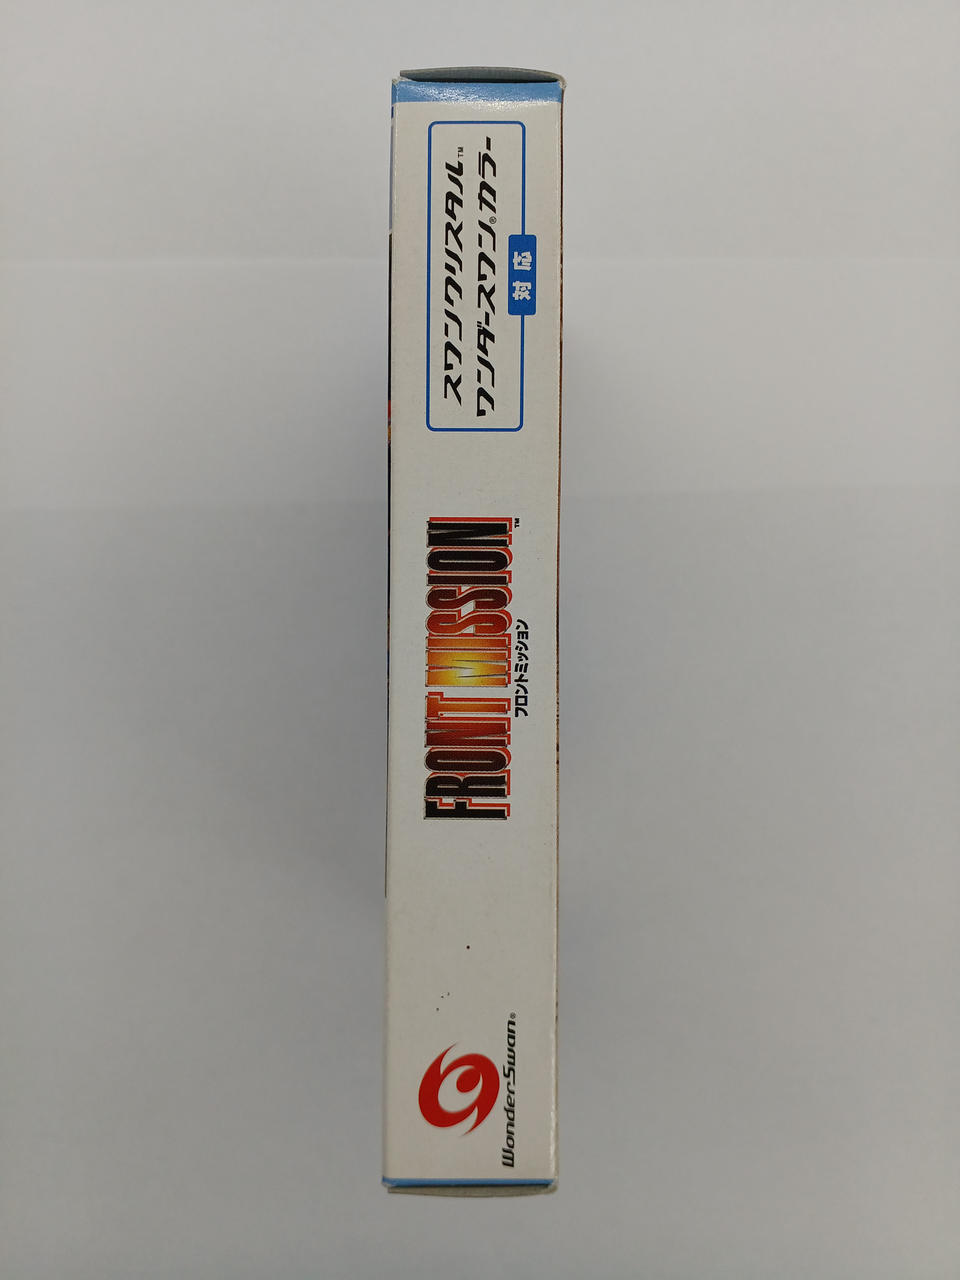 WonderSwan®
FRONT MISSION™
フロントミッション
スワンクリスタル™
ワンダースワン®カラー
対応